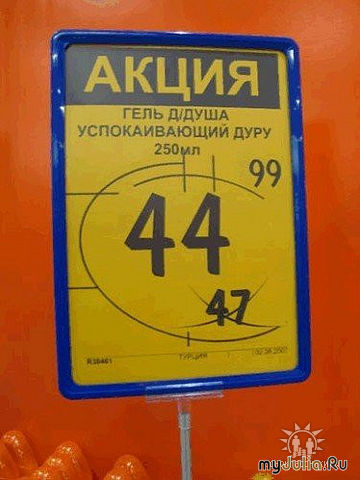 АКЦИЯ
ГЕЛЬ Д/ДУША
УСПОКАИВАЮЩИЙ ДУРУ
250мл
99
44
47
ТУРЦИЯ
myJulia.Ru